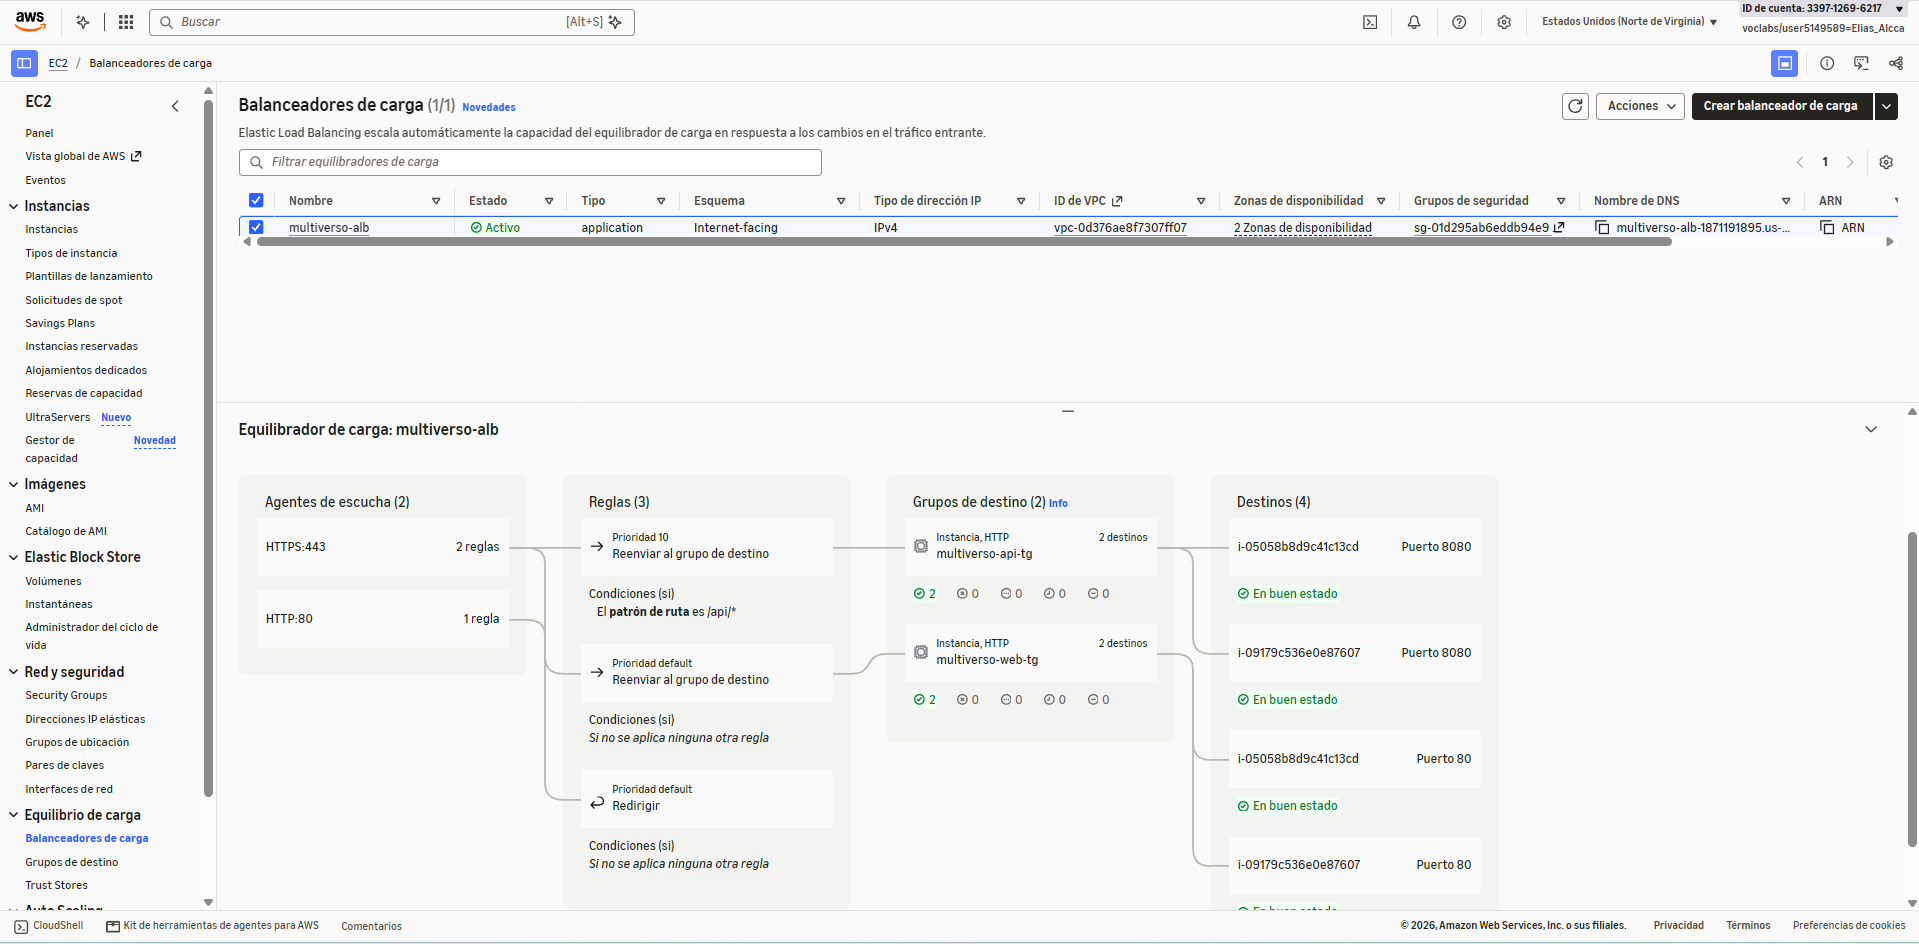 aws
Buscar
[Alt+S]
Estados Unidos (Norte de Virginia)
ID de cuenta: 3397-1269-6217
voclabs/user5149589=Elias_Alcca
EC2 / Balanceadores de carga
EC2
Panel
Vista global de AWS
Eventos
Instancias
Instancias
Tipos de instancia
Plantillas de lanzamiento
Solicitudes de spot
Savings Plans
Instancias reservadas
Alojamientos dedicados
Reservas de capacidad
UltraServers Nuevo
Gestor de capacidad Novedad
Imágenes
AMI
Catálogo de AMI
Elastic Block Store
Volúmenes
Instantáneas
Administrador del ciclo de
vida
Red y seguridad
Security Groups
Direcciones IP elásticas
Grupos de ubicación
Pares de claves
Interfaces de red
Equilibrio de carga
Balanceadores de carga
Grupos de destino
Trust Stores
Auto Scaling
Balanceadores de carga (1/1) Novedades
Acciones
Crear balanceador de carga
Elastic Load Balancing escala automáticamente la capacidad del equilibrador de carga en respuesta a los cambios en el tráfico entrante.
Filtrar equilibradores de carga
1
Nombre Estado Tipo Esquema Tipo de dirección IP ID de VPC Zonas de disponibilidad Grupos de seguridad Nombre de DNS ARN
multiverso-alb Activo application Internet-facing IPv4 vpc-0d376ae8f7307ff07 2 Zonas de disponibilidad sg-01d295ab6eddb94e9 multiverso-alb-1871191895.us-... ARN
Equilibrador de carga: multiverso-alb
Agentes de escucha (2)
HTTPS:443 2 reglas
HTTP:80 1 regla
Reglas (3)
Prioridad 10
Reenviar al grupo de destino
Condiciones (si)
El patrón de ruta es /api/*
Prioridad default
Reenviar al grupo de destino
Condiciones (si)
Si no se aplica ninguna otra regla
Prioridad default
Redirigir
Condiciones (si)
Si no se aplica ninguna otra regla
Grupos de destino (2) Info
Instancia, HTTP 2 destinos
multiverso-api-tg
2 0 0 0 0
Instancia, HTTP 2 destinos
multiverso-web-tg
2 0 0 0 0
Destinos (4)
i-05058b8d9c41c13cd Puerto 8080
En buen estado
i-09179c536e0e87607 Puerto 8080
En buen estado
i-05058b8d9c41c13cd Puerto 80
En buen estado
i-09179c536e0e87607 Puerto 80
En buen estado
CloudShell Kit de herramientas de agentes para AWS Comentarios
© 2026, Amazon Web Services, Inc. o sus filiales. Privacidad Términos Preferencias de cookies